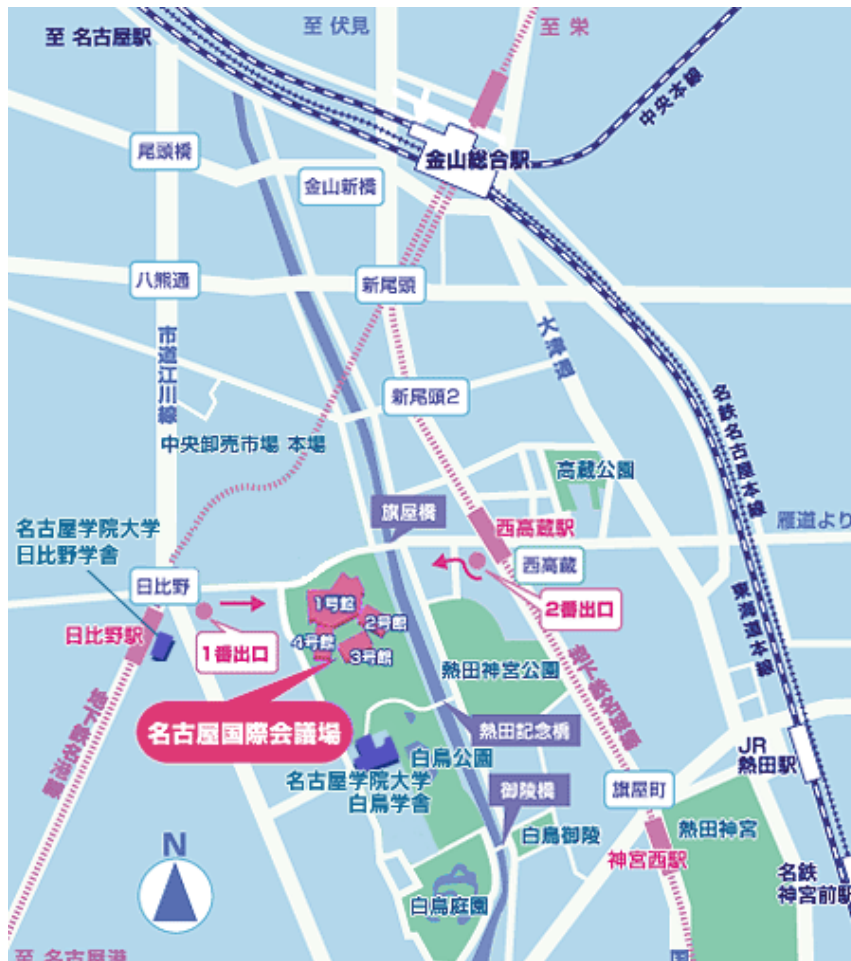 至 名古屋駅
至 伏見
至 栄
中央本線
尾頭橋
金山総合駅
金山新橋
八熊通
新尾頭
市道江川線
大津通
名鉄名古屋本線
新尾頭2
中央卸売市場 本場
高蔵公園
旗屋橋
西高蔵駅
雁道より
名古屋学院大学
日比野学舎
日比野
西高蔵
2番出口
東海道本線
1号館
2号館
4号館
3号館
日比野駅
1番出口
熱田神宮公園
地下鉄名城線
地下鉄名港線
名古屋国際会議場
熱田記念橋
JR
熱田駅
白鳥公園
名古屋学院大学
白鳥学舎
御陵橋
旗屋町
白鳥御陵
熱田神宮
神宮西駅
N
名鉄
神宮前駅
白鳥庭園
至 名古屋港
国